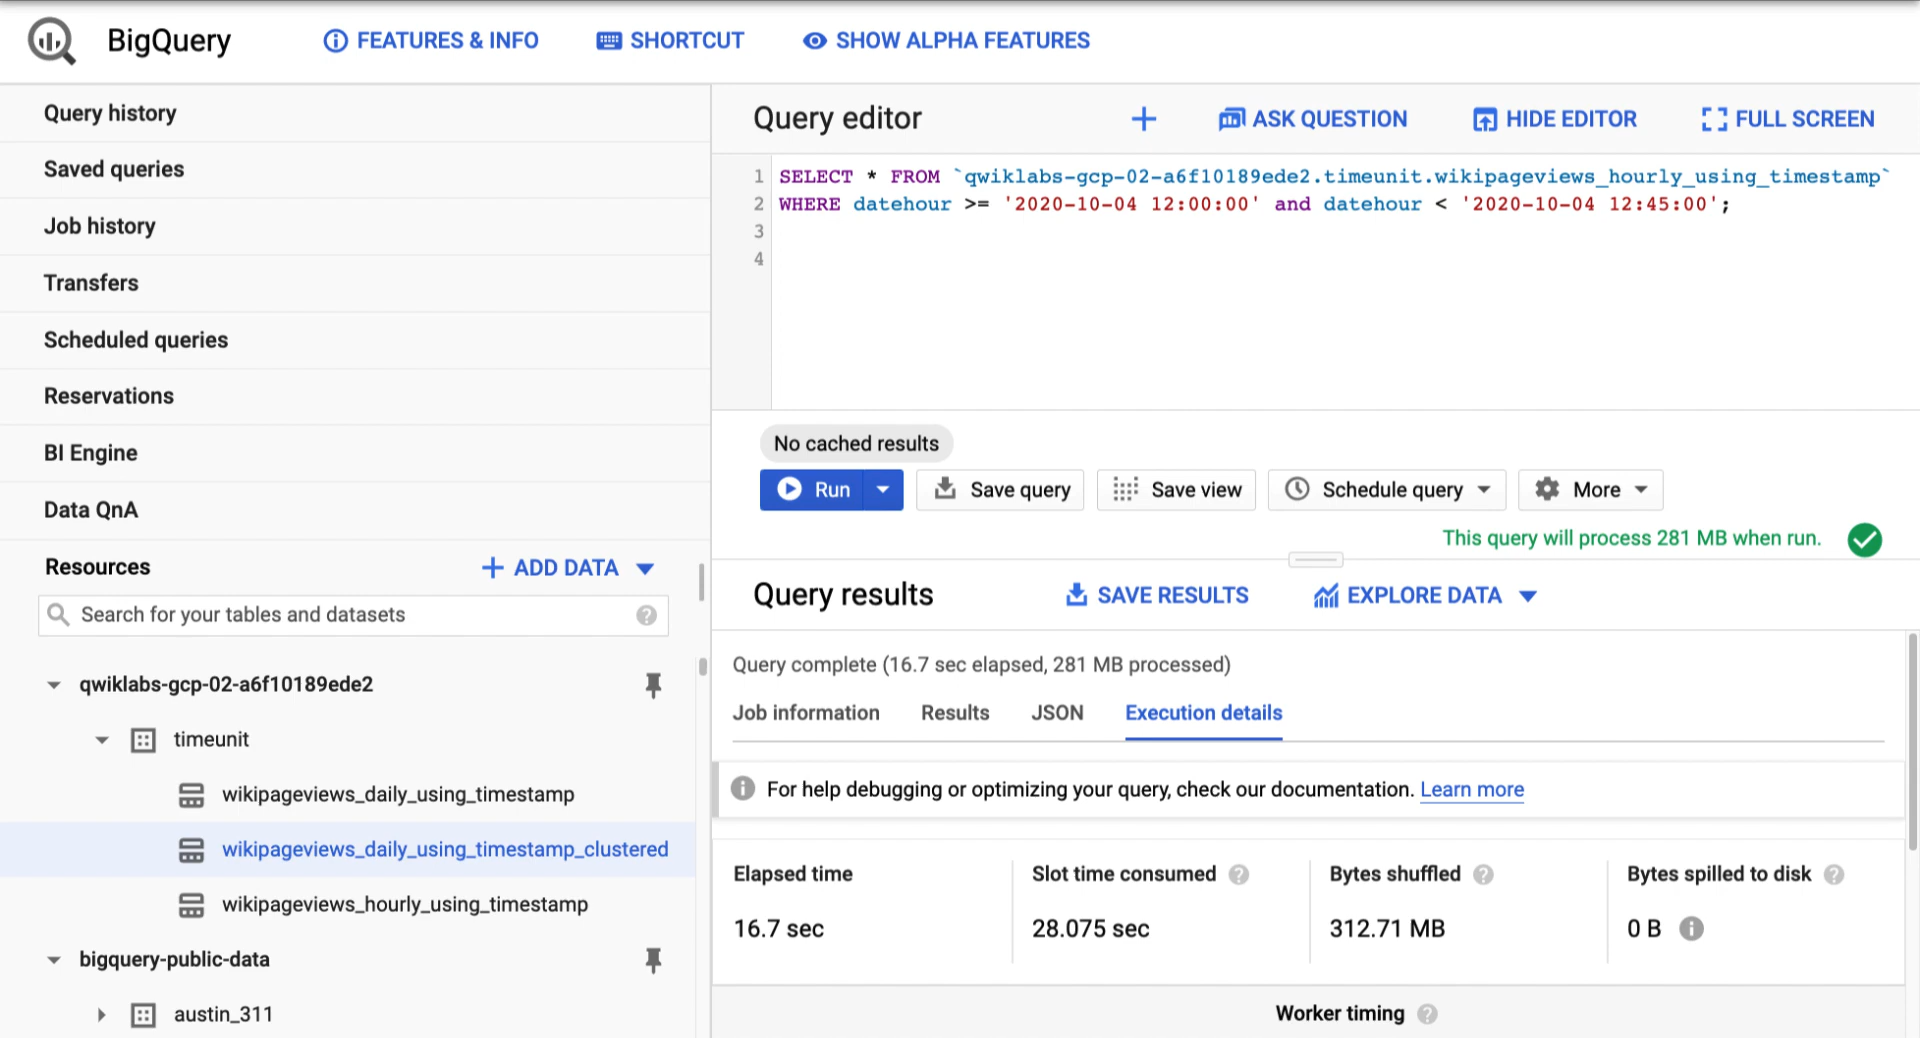 BigQuery FEATURES & INFO SHORTCUT SHOW ALPHA FEATURES
Query history
Saved queries
Job history
Transfers
Scheduled queries
Reservations
BI Engine
Data QnA
Resources ADD DATA
Search for your tables and datasets
qwiklabs-gcp-02-a6f10189ede2
timeunit
wikipageviews_daily_using_timestamp
wikipageviews_daily_using_timestamp_clustered
wikipageviews_hourly_using_timestamp
bigquery-public-data
austin_311
Query editor ASK QUESTION HIDE EDITOR FULL SCREEN
1 SELECT * FROM `qwiklabs-gcp-02-a6f10189ede2.timeunit.wikipageviews_hourly_using_timestamp`
2 WHERE datehour >= '2020-10-04 12:00:00' and datehour < '2020-10-04 12:45:00';
3
4
No cached results
Run Save query Save view Schedule query More
This query will process 281 MB when run.
Query results SAVE RESULTS EXPLORE DATA
Query complete (16.7 sec elapsed, 281 MB processed)
Job information Results JSON Execution details
For help debugging or optimizing your query, check our documentation. Learn more
Elapsed time Slot time consumed Bytes shuffled Bytes spilled to disk
16.7 sec 28.075 sec 312.71 MB 0 B
Worker timing